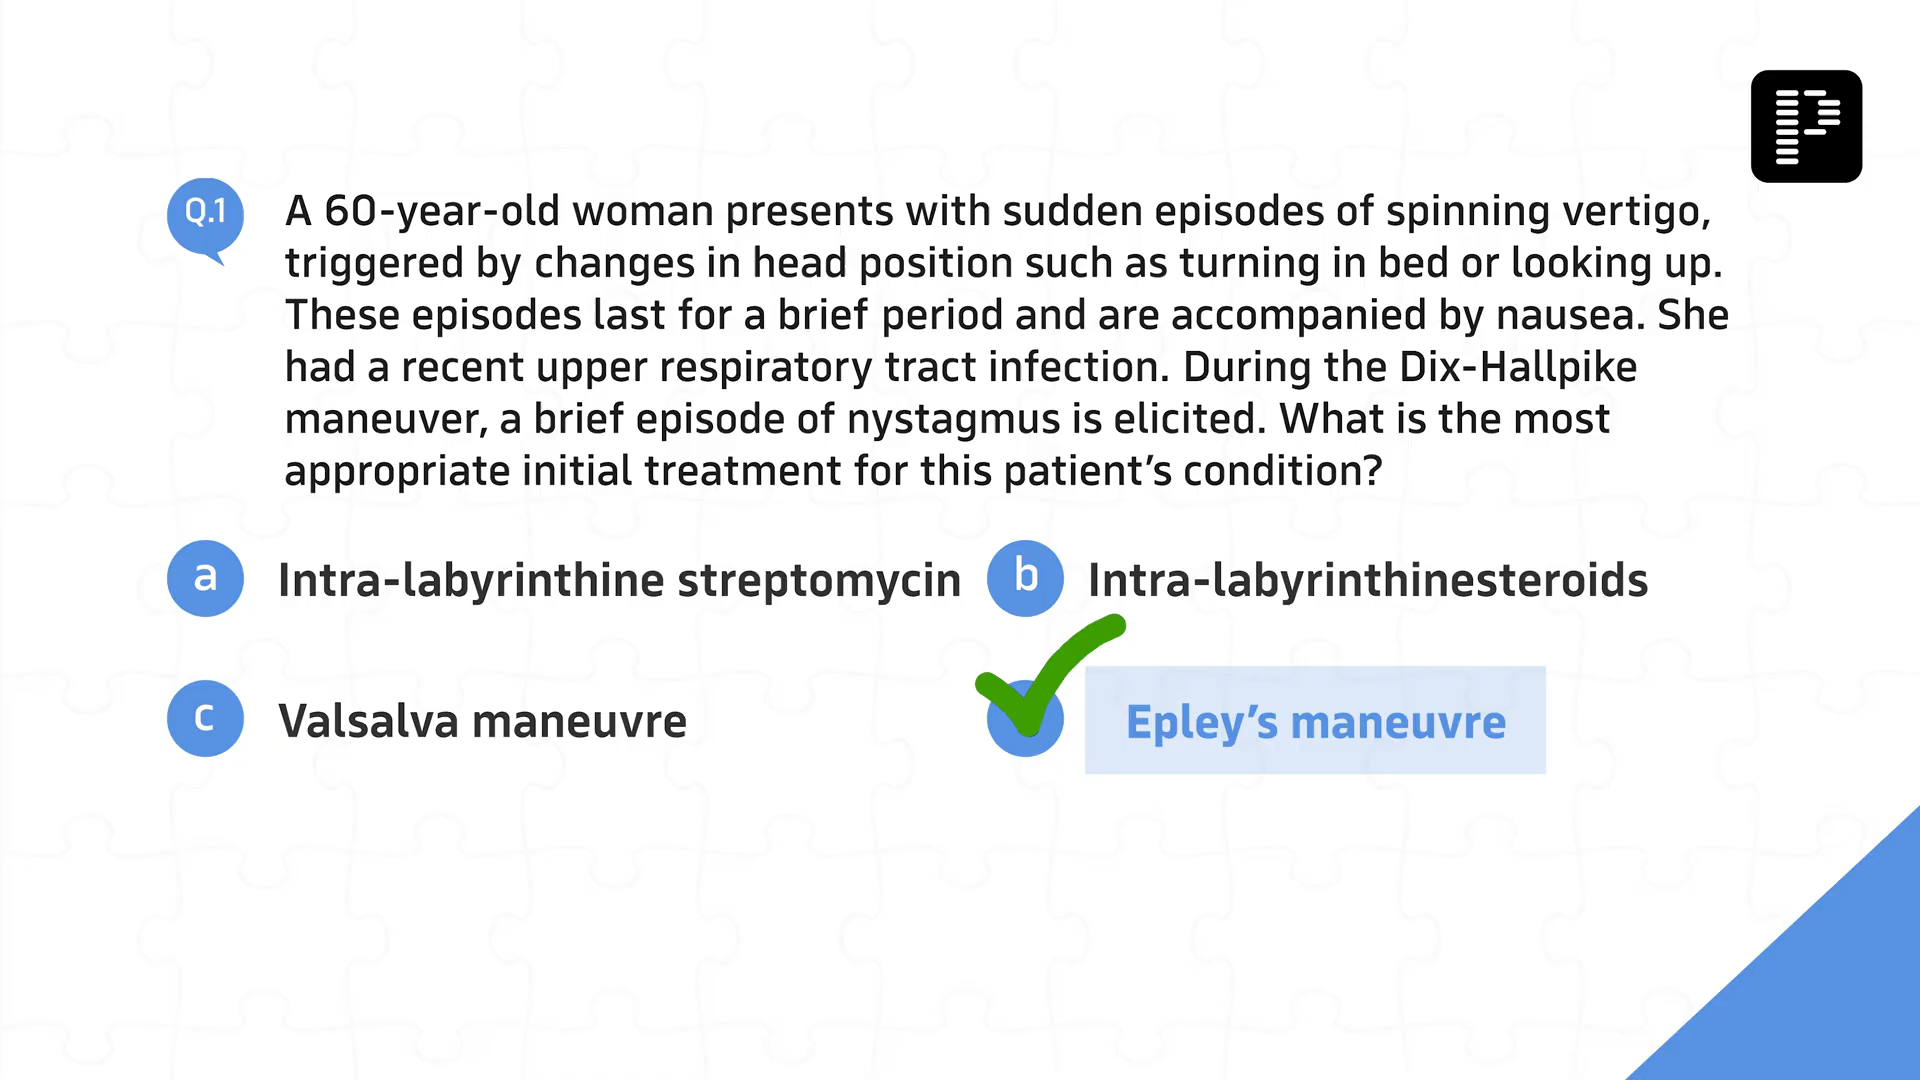 Q.1
A 60-year-old woman presents with sudden episodes of spinning vertigo,
triggered by changes in head position such as turning in bed or looking up.
These episodes last for a brief period and are accompanied by nausea. She
had a recent upper respiratory tract infection. During the Dix-Hallpike
maneuver, a brief episode of nystagmus is elicited. What is the most
appropriate initial treatment for this patient's condition?
a Intra-labyrinthine streptomycin
b Intra-labyrinthinesteroids
c Valsalva maneuvre
Epley's maneuvre
P